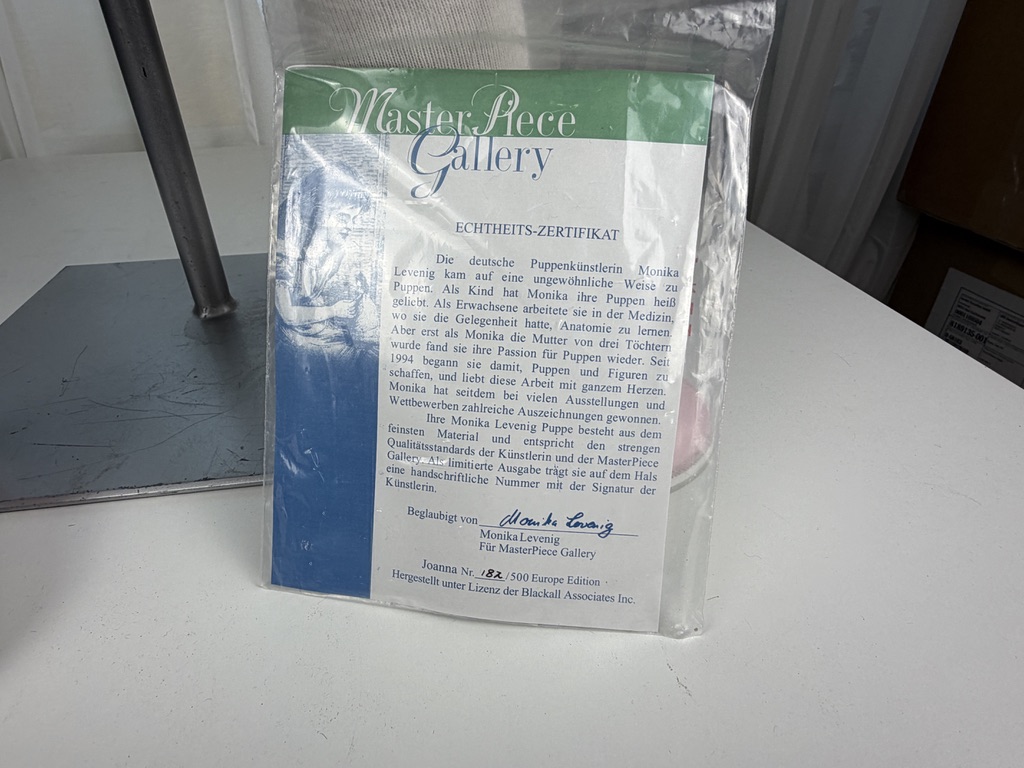 MasterPiece
Gallery
ECHTHEITS-ZERTIFIKAT
Die deutsche Puppenkünstlerin Monika
Levenig kam auf eine ungewöhnliche Weise zu
Puppen. Als Kind hat Monika ihre Puppen heiß
geliebt. Als Erwachsene arbeitete sie in der Medizin,
wo sie die Gelegenheit hatte, Anatomie zu lernen.
Aber erst als Monika die Mutter von drei Töchtern
wurde fand sie ihre Passion für Puppen wieder. Seit
1994 begann sie damit, Puppen und Figuren zu
schaffen, und liebt diese Arbeit mit ganzem Herzen.
Monika hat seitdem bei vielen Ausstellungen und
Wettbewerben zahlreiche Auszeichnungen gewonnen.
Ihre Monika Levenig Puppe besteht aus dem
feinsten Material und entspricht den strengen
Qualitätsstandards der Künstlerin und der MasterPiece
Gallery. Als limitierte Ausgabe trägt sie auf dem Hals
eine handschriftliche Nummer mit der Signatur der
Künstlerin.
Beglaubigt von Monika Levenig
Monika Levenig
Für MasterPiece Gallery
Joanna Nr. 182 /500 Europe Edition
Hergestellt unter Lizenz der Blackall Associates Inc.